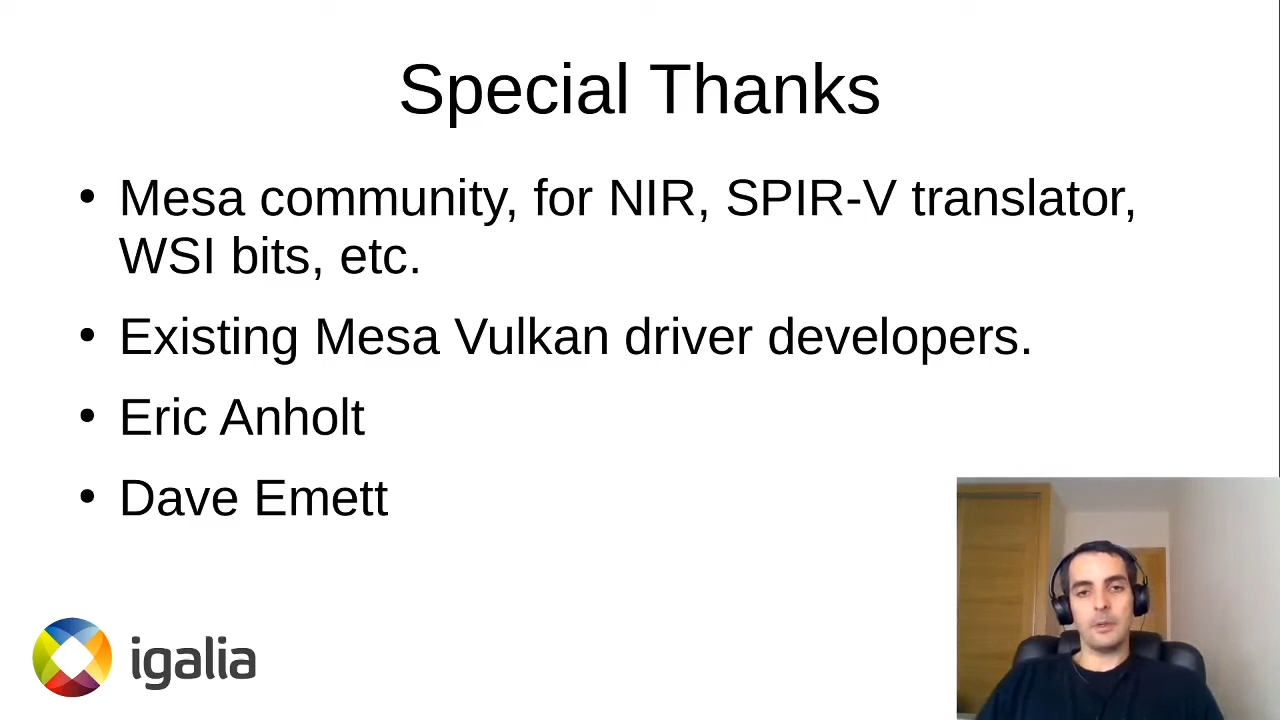 Special Thanks
• Mesa community, for NIR, SPIR-V translator,
WSI bits, etc.
• Existing Mesa Vulkan driver developers.
• Eric Anholt
• Dave Emett
igalia